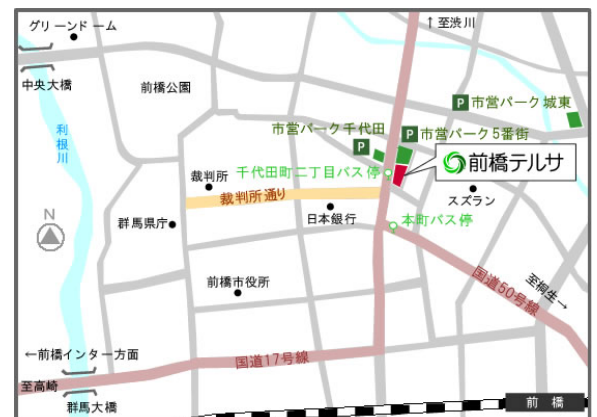 グリーンドーム
↑至渋川
中央大橋
前橋公園
P 市営パーク城東
利根川
市営パーク千代田
P
P 市営パーク5番街
前橋テルサ
千代田町二丁目バス停
裁判所
裁判所通り
スズラン
N
群馬県庁
日本銀行
本町バス停
前橋市役所
国道50号線
至桐生→
←前橋インター方面
国道17号線
至高崎
群馬大橋
前橋